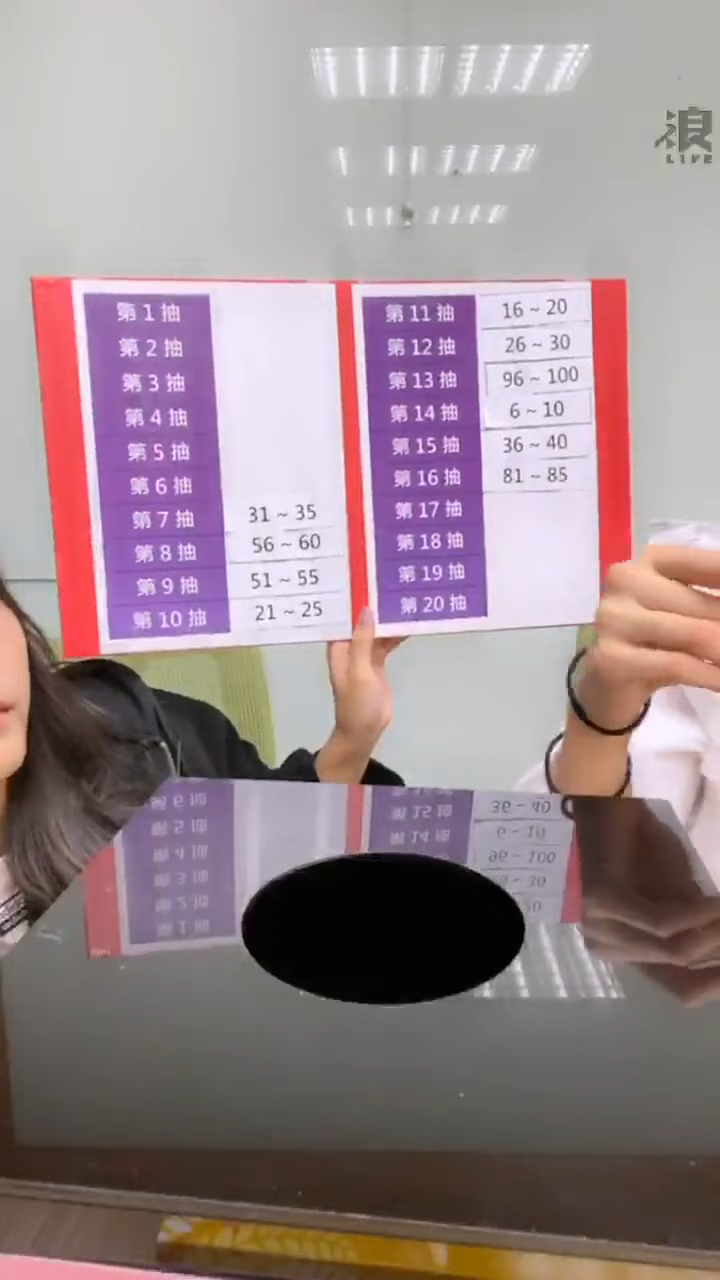 浪
LIVE
第 1 抽
第 2 抽
第 3 抽
第 4 抽
第 5 抽
第 6 抽
第 7 抽 31 ~ 35
第 8 抽 56 ~ 60
第 9 抽 51 ~ 55
第 10 抽 21 ~ 25
第 11 抽 16 ~ 20
第 12 抽 26 ~ 30
第 13 抽 96 ~ 100
第 14 抽 6 ~ 10
第 15 抽 36 ~ 40
第 16 抽 81 ~ 85
第 17 抽
第 18 抽
第 19 抽
第 20 抽